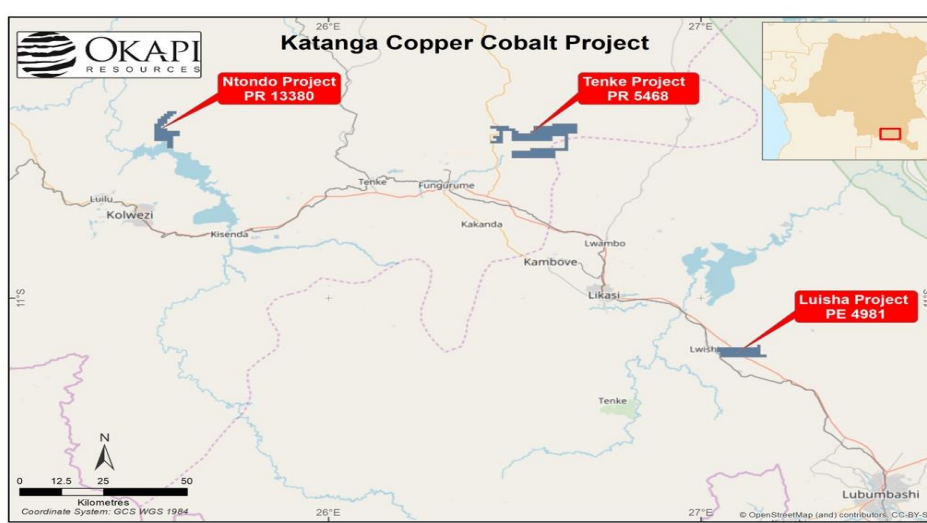 OKAPI
RESOURCES
Katanga Copper Cobalt Project
26°E
27°E
Ntondo Project
PR 13380
Tenke Project
PR 5468
Luilu
Kolwezi
Kisenda
Tenke
Fungurume
Kakanda
Lwambo
Kambove
Likasi
11°S
Luisha Project
PE 4981
Lwish
Tenke
Lubumbashi
N
0 12.5 25 50
Kilometres
Coordinate System: GCS WGS 1984
26°E
27°E
© OpenStreetMap (and) contributors, CC-BY-S